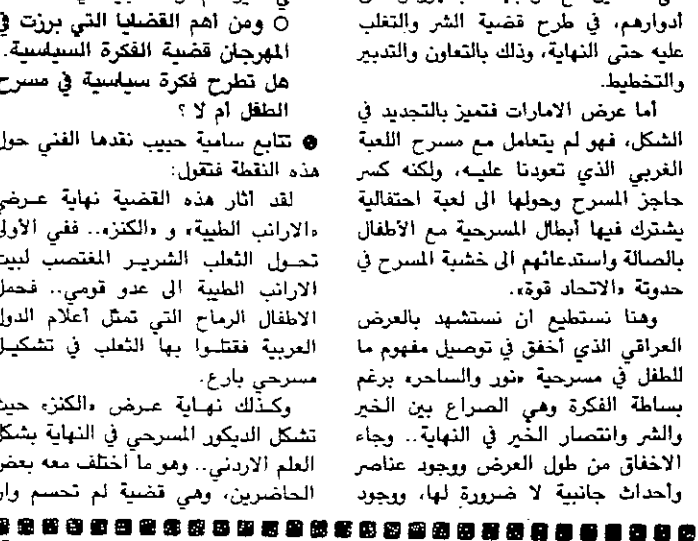 أدوارهم، في طرح قضية الشر والتغلب
عليه حتى النهاية، وذلك بالتعاون والتدبير
والتخطيط.
أما عرض الامارات فتميز بالتجديد في
الشكل، فهو لم يتعامل مع مسرح اللعبة
الغربي الذي تعودنا عليه، ولكنه كسر
حاجز المسرح وحولها الى لعبة احتفالية
يشترك فيها أبطال المسرحية مع الأطفال
بالصالة واستدعائهم الى خشبة المسرح في
حدوتة «الاتحاد قوة».
وهنا نستطيع ان نستشهد بالعرض
العراقي الذي أخفق في توصيل مفهوم ما
للطفل في مسرحية «نور والساحر» برغم
بساطة الفكرة وهي الصراع بين الخير
والشر وانتصار الخير في النهاية.. وجاء
الاخفاق من طول العرض ووجود عناصر
وأحداث جانبية لا ضرورة لها، ووجود
○ ومن أهم القضايا التي برزت في
المهرجان قضية الفكرة السياسية.
هل تطرح فكرة سياسية في مسرح
الطفل أم لا ؟
● تتابع سامية حبيب نقدها الفني حول
هذه النقطة فتقول:
لقد أثار هذه القضية نهاية عرضي
«الارانب الطيبة» و «الكنز».. ففي الأولى
تحول الثعلب الشرير المغتصب لبيت
الارانب الطيبة الى عدو قومي.. فحمل
الاطفال الرماح التي تمثل أعلام الدول
العربية فقتلوا بها الثعلب في تشكيل
مسرحي بارع.
وكذلك نهاية عرض «الكنز» حيث
تشكل الديكور المسرحي في النهاية بشكل
العلم الاردني.. وهو ما أختلف معه بعض
الحاضرين، وهي قضية لم تحسم وان